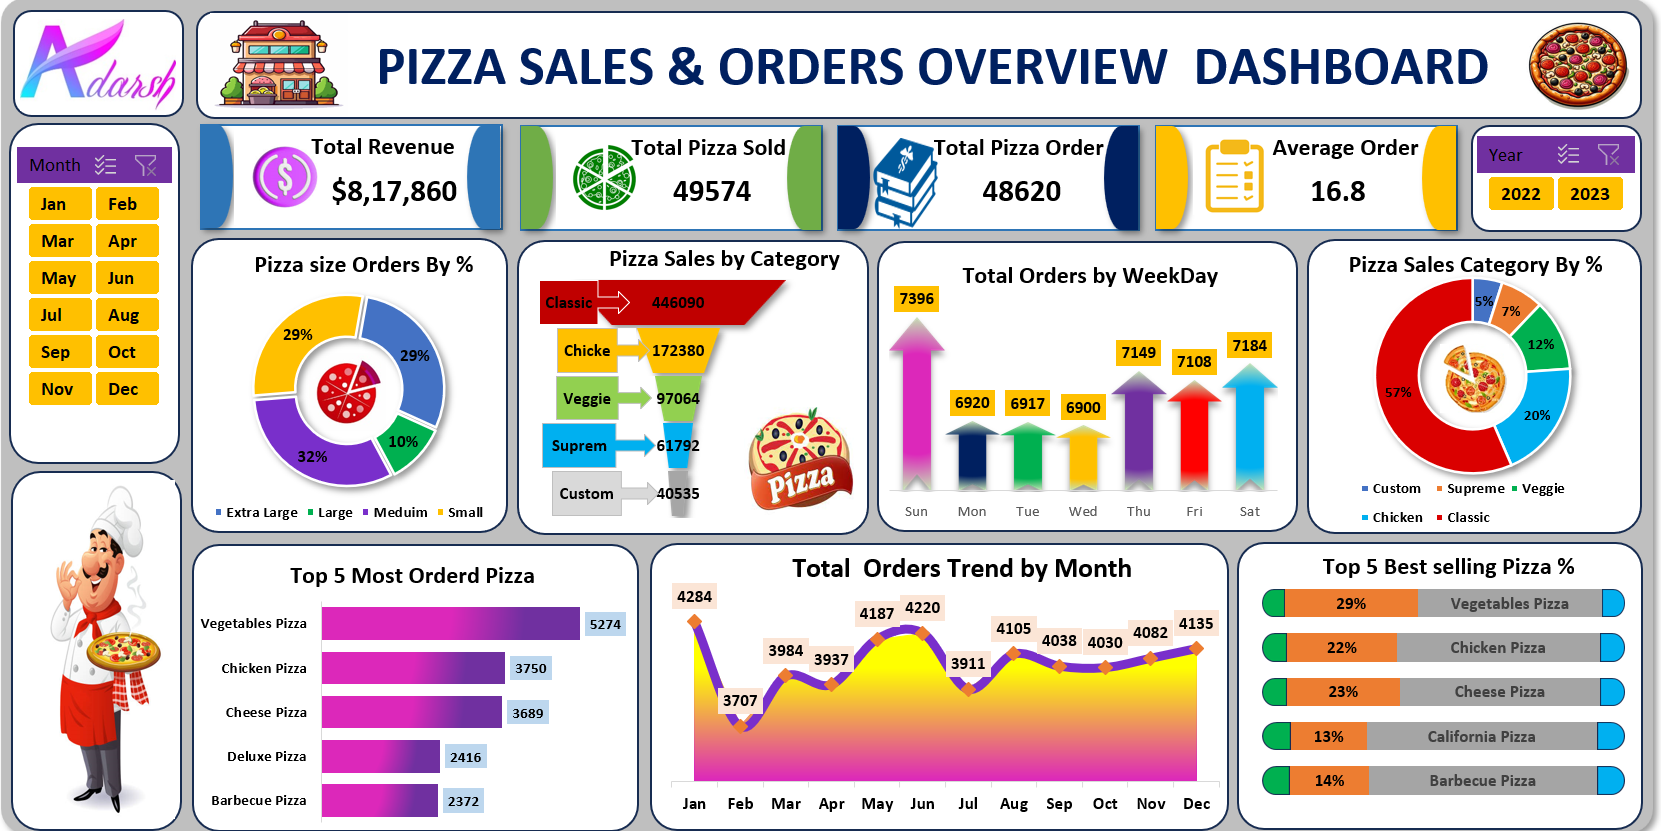 Adarsh
PIZZA SALES & ORDERS OVERVIEW DASHBOARD
Month
Jan Feb
Mar Apr
May Jun
Jul Aug
Sep Oct
Nov Dec
Total Revenue
$8,17,860
Total Pizza Sold
49574
Total Pizza Order
48620
Average Order
16.8
Year
2022 2023
Pizza size Orders By %
29%
29%
10%
32%
Extra Large Large Meduim Small
Pizza Sales by Category
Classic 446090
Chicke 172380
Veggie 97064
Suprem 61792
Custom 40535
Pizza
Total Orders by WeekDay
7396
6920
6917
6900
7149
7108
7184
Sun Mon Tue Wed Thu Fri Sat
Pizza Sales Category By %
5%
7%
12%
20%
57%
Custom Supreme Veggie
Chicken Classic
Top 5 Most Orderd Pizza
Vegetables Pizza 5274
Chicken Pizza 3750
Cheese Pizza 3689
Deluxe Pizza 2416
Barbecue Pizza 2372
Total Orders Trend by Month
4284
3707
3984
3937
4187
4220
3911
4105
4038
4030
4082
4135
Jan Feb Mar Apr May Jun Jul Aug Sep Oct Nov Dec
Top 5 Best selling Pizza %
29% Vegetables Pizza
22% Chicken Pizza
23% Cheese Pizza
13% California Pizza
14% Barbecue Pizza